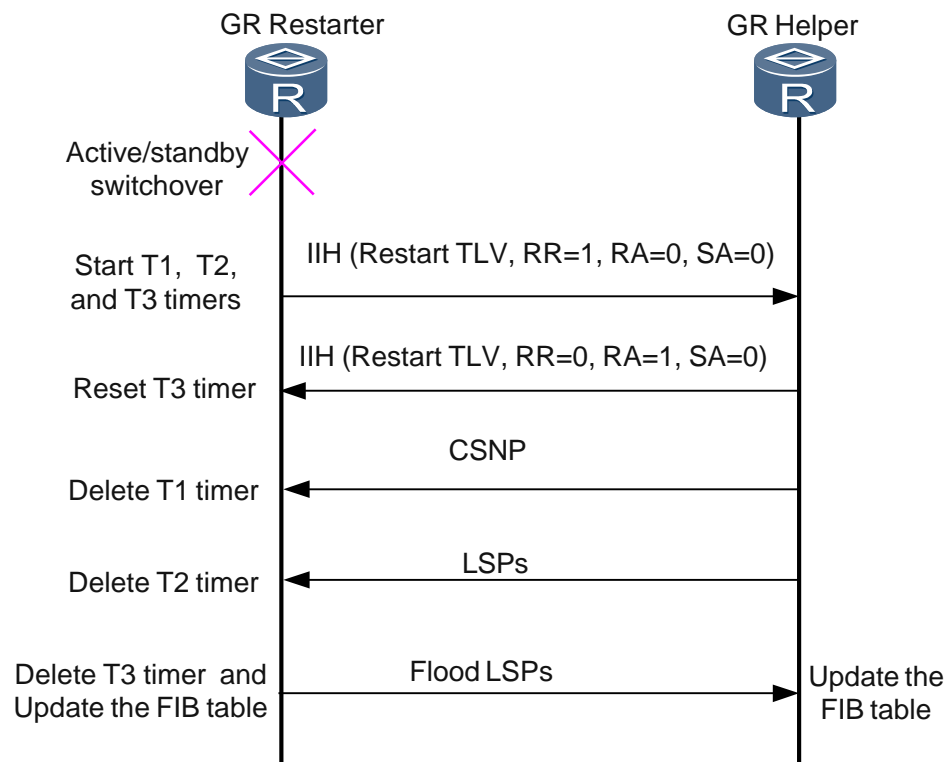 GR Restarter
GR Helper
R
R
Active/standby
switchover
Start T1, T2,
and T3 timers
IIH (Restart TLV, RR=1, RA=0, SA=0)
IIH (Restart TLV, RR=0, RA=1, SA=0)
Reset T3 timer
CSNP
Delete T1 timer
LSPs
Delete T2 timer
Delete T3 timer and
Update the FIB table
Flood LSPs
Update the
FIB table